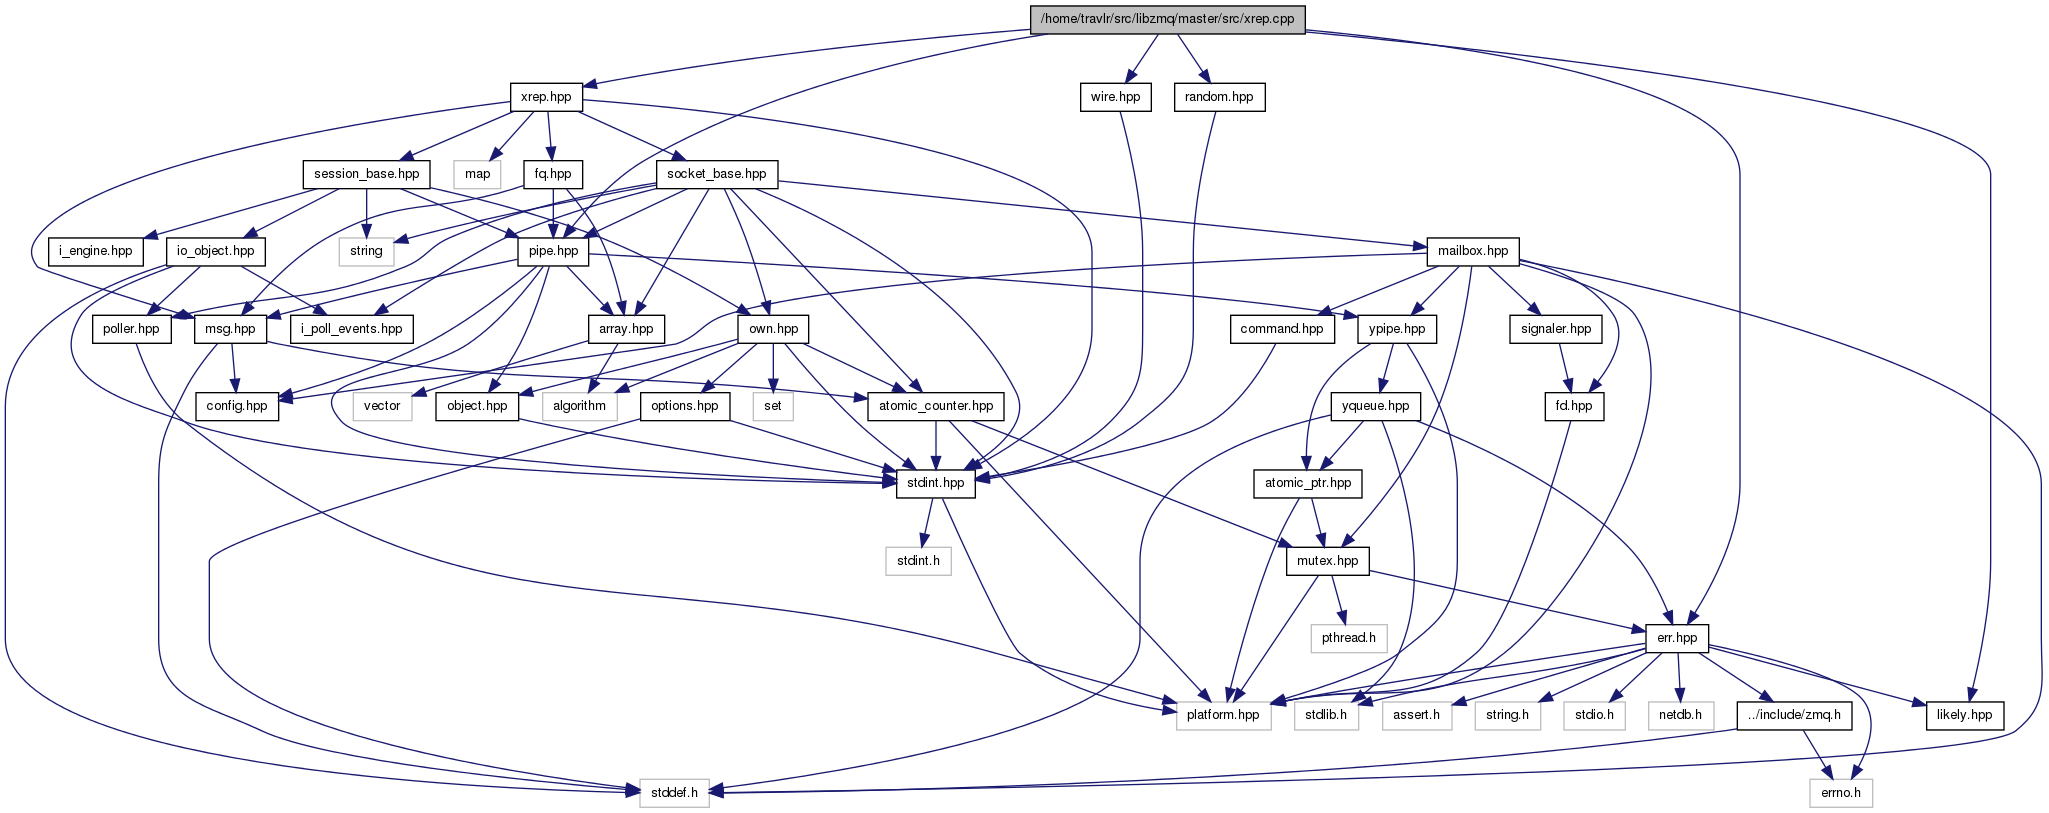 /home/travlr/src/libzmq/master/src/xrep.cpp
xrep.hpp
wire.hpp
random.hpp
session_base.hpp
map
fq.hpp
socket_base.hpp
i_engine.hpp
io_object.hpp
string
pipe.hpp
mailbox.hpp
poller.hpp
msg.hpp
i_poll_events.hpp
array.hpp
own.hpp
command.hpp
ypipe.hpp
signaler.hpp
config.hpp
vector
object.hpp
algorithm
options.hpp
set
atomic_counter.hpp
yqueue.hpp
fd.hpp
stdint.hpp
atomic_ptr.hpp
stdint.h
mutex.hpp
pthread.h
err.hpp
platform.hpp
stdlib.h
assert.h
string.h
stdio.h
netdb.h
../include/zmq.h
likely.hpp
stddef.h
errno.h